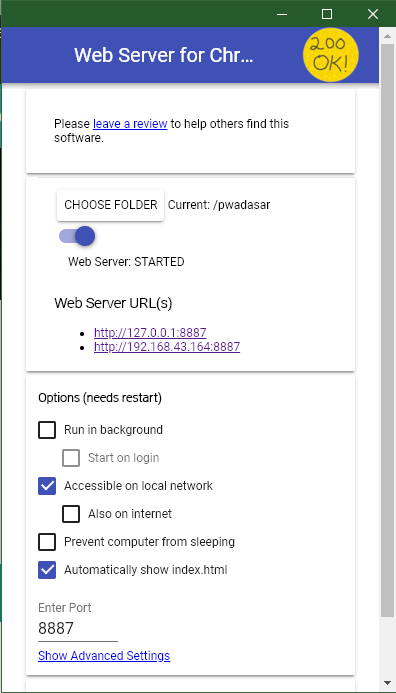 Web Server for Chr...
200
OK!
Please leave a review to help others find this
software.
CHOOSE FOLDER Current: /pwadasar
Web Server: STARTED
Web Server URL(s)
http://127.0.0.1:8887
http://192.168.43.164:8887
Options (needs restart)
Run in background
Start on login
Accessible on local network
Also on internet
Prevent computer from sleeping
Automatically show index.html
Enter Port
8887
Show Advanced Settings